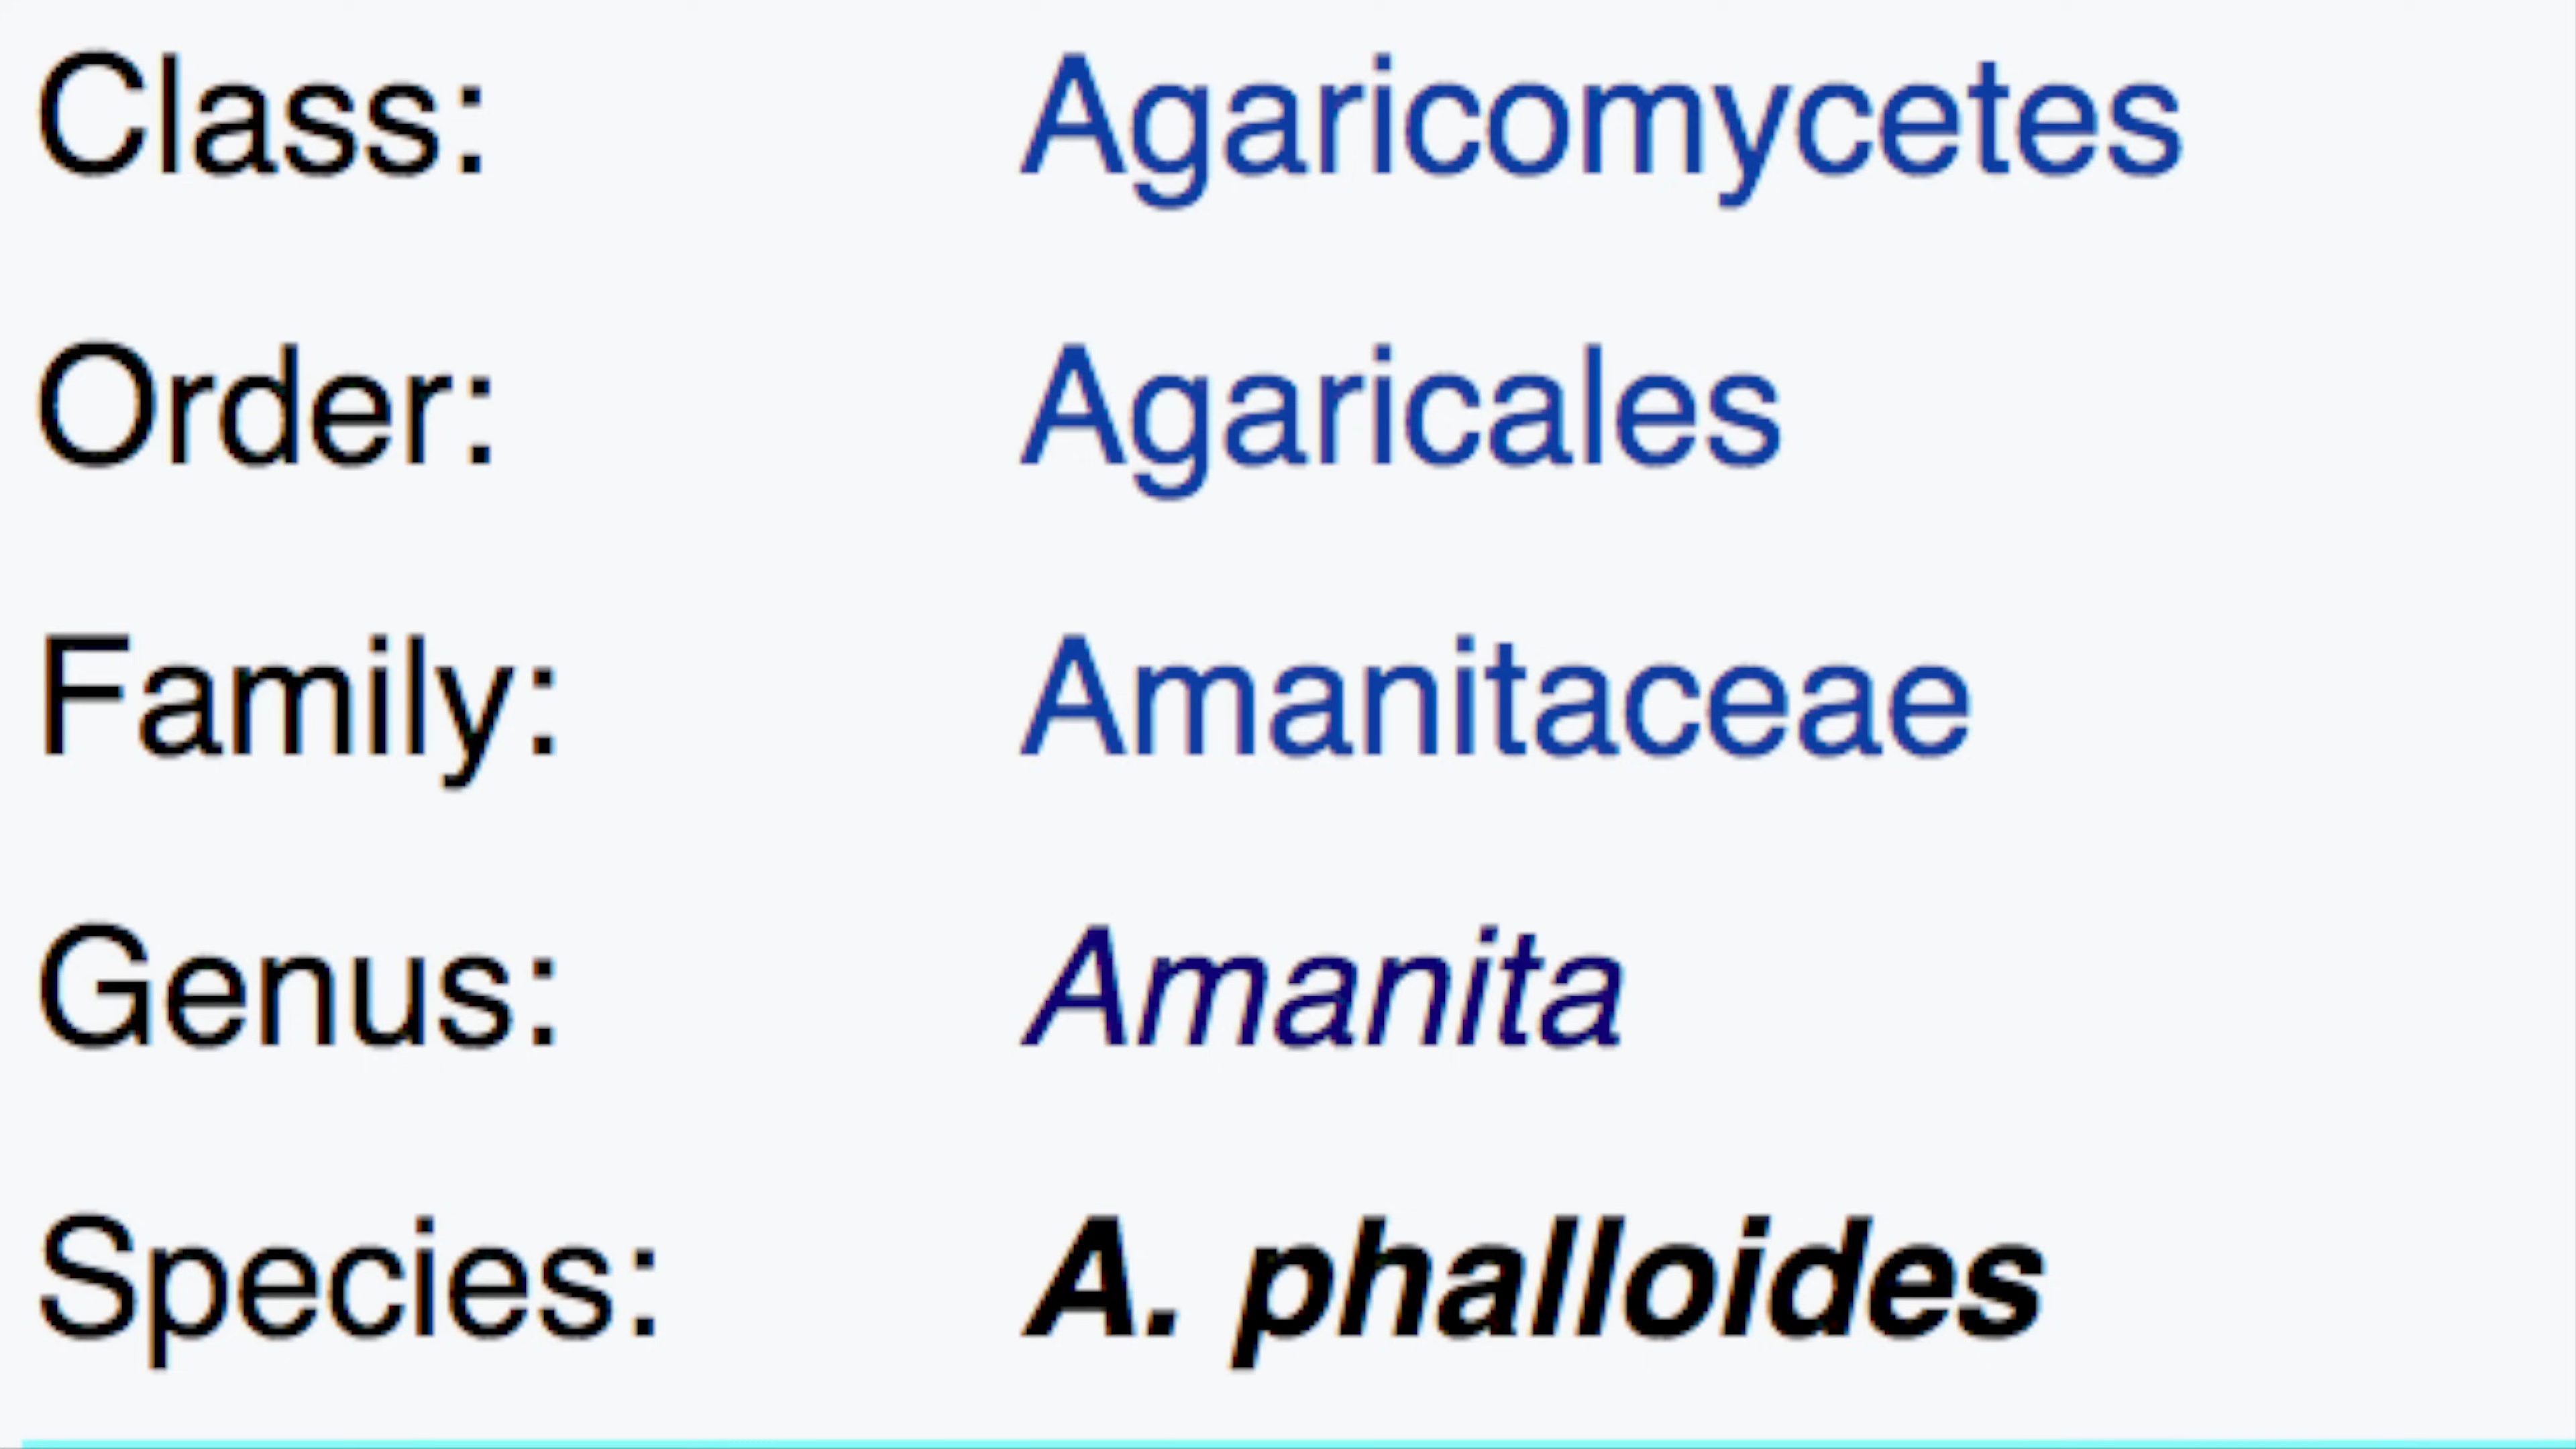 Class: Agaricomycetes
Order: Agaricales
Family: Amanitaceae
Genus: Amanita
Species: A. phalloides